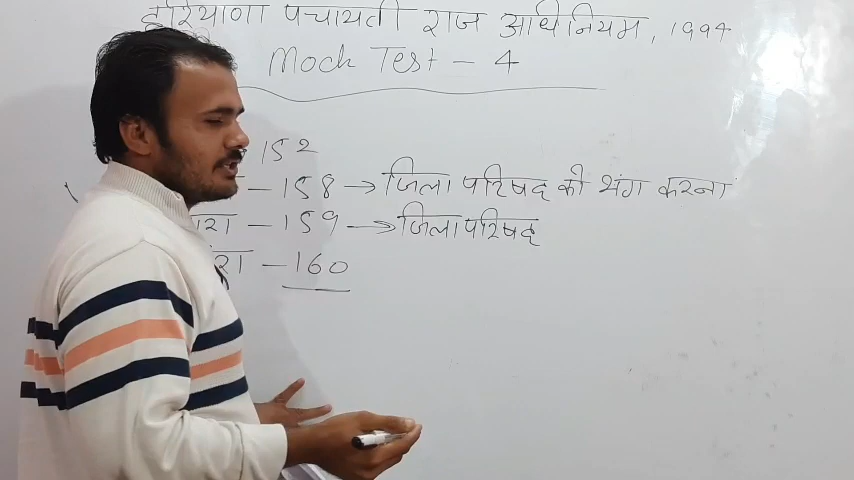 हरियाणा पंचायती राज अधिनियम, 1994
Mock Test - 4
152
- 158 → जिला परिषद को भंग करना
धारा - 159 → जिला परिषद
धारा - 160